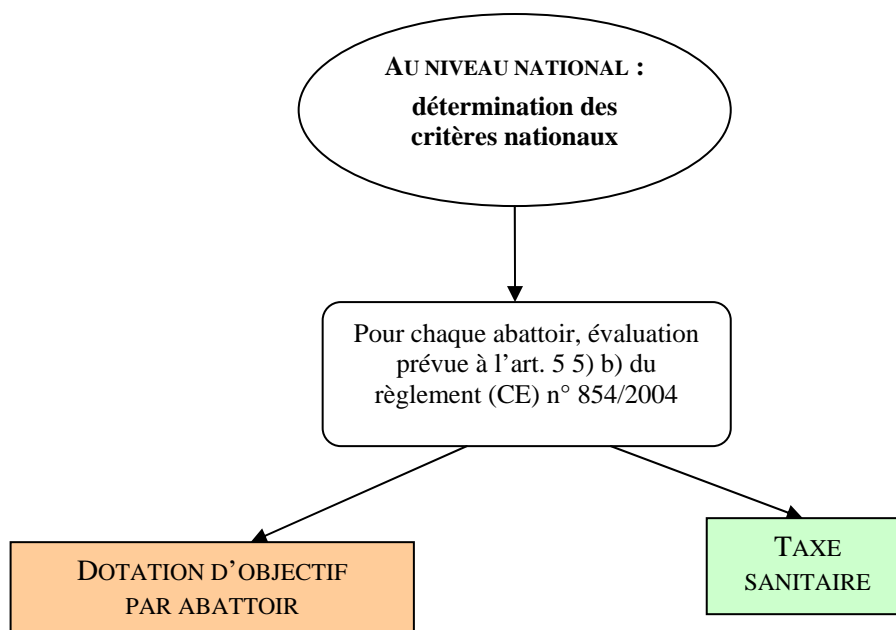 AU NIVEAU NATIONAL :
détermination des
critères nationaux
Pour chaque abattoir, évaluation
prévue à l’art. 5 5) b) du
règlement (CE) n° 854/2004
DOTATION D’OBJECTIF
PAR ABATTOIR
TAXE
SANITAIRE